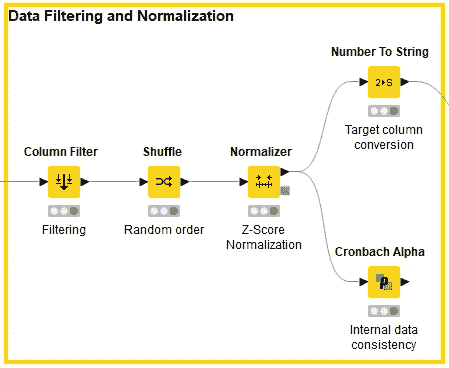 Data Filtering and Normalization
Number To String
2▸S
Target column
conversion
Column Filter
Filtering
Shuffle
Random order
Normalizer
Z-Score
Normalization
Cronbach Alpha
Internal data
consistency